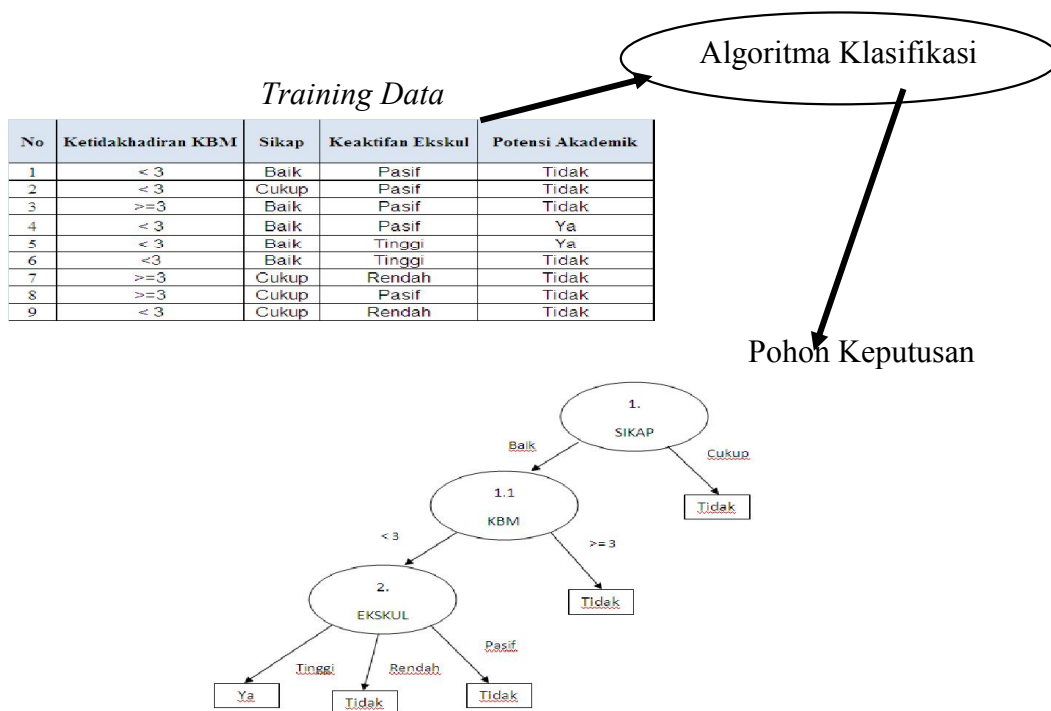 Algoritma Klasifikasi
Training Data
No Ketidakhadiran KBM Sikap Keaktifan Ekskul Potensi Akademik
1 < 3 Baik Pasif Tidak
2 < 3 Cukup Pasif Tidak
3 >=3 Baik Pasif Tidak
4 < 3 Baik Pasif Ya
5 < 3 Baik Tinggi Ya
6 <3 Baik Tinggi Tidak
7 >=3 Cukup Rendah Tidak
8 >=3 Cukup Pasif Tidak
9 < 3 Cukup Rendah Tidak
Pohon Keputusan
1.
SIKAP
Baik
Cukup
1.1
KBM
Tidak
< 3
>= 3
2.
EKSKUL
Tidak
Pasif
Tinggi
Rendah
Ya
Tidak
Tidak